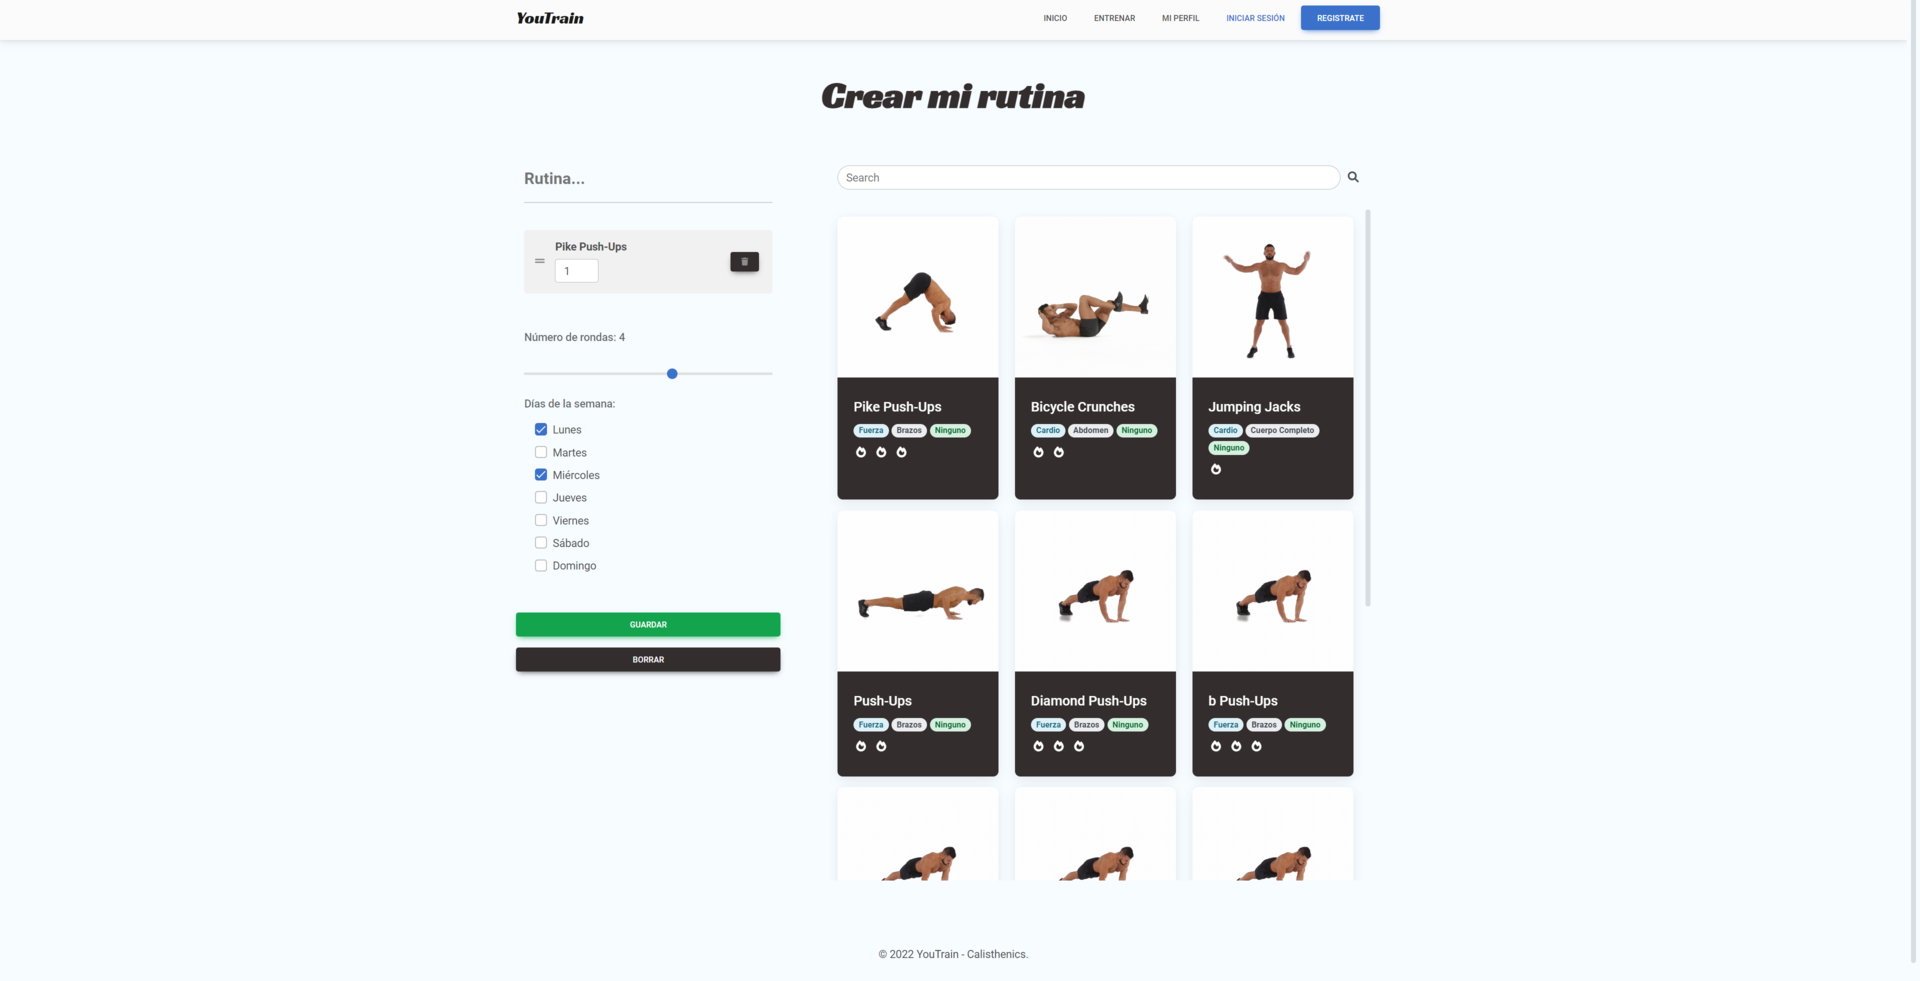 YouTrain
INICIO
ENTRENAR
MI PERFIL
INICIAR SESIÓN
REGISTRATE
Crear mi rutina
Rutina...
Pike Push-Ups
1
Número de rondas: 4
Días de la semana:
Lunes
Martes
Miércoles
Jueves
Viernes
Sábado
Domingo
GUARDAR
BORRAR
Search
Pike Push-Ups
Fuerza Brazos Ninguno
Bicycle Crunches
Cardio Abdomen Ninguno
Jumping Jacks
Cardio Cuerpo Completo
Ninguno
Push-Ups
Fuerza Brazos Ninguno
Diamond Push-Ups
Fuerza Brazos Ninguno
b Push-Ups
Fuerza Brazos Ninguno
© 2022 YouTrain - Calisthenics.